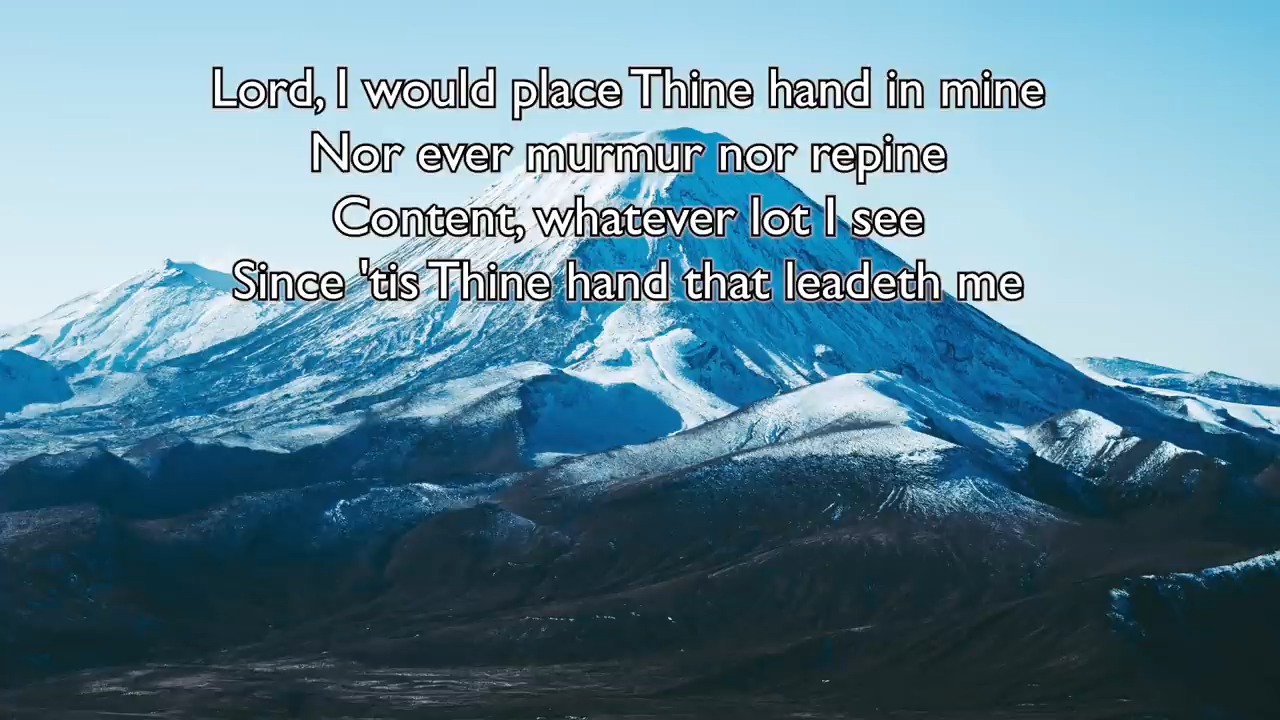 Lord, I would place Thine hand in mine
Nor ever murmur nor repine
Content, whatever lot I see
Since 'tis Thine hand that leadeth me